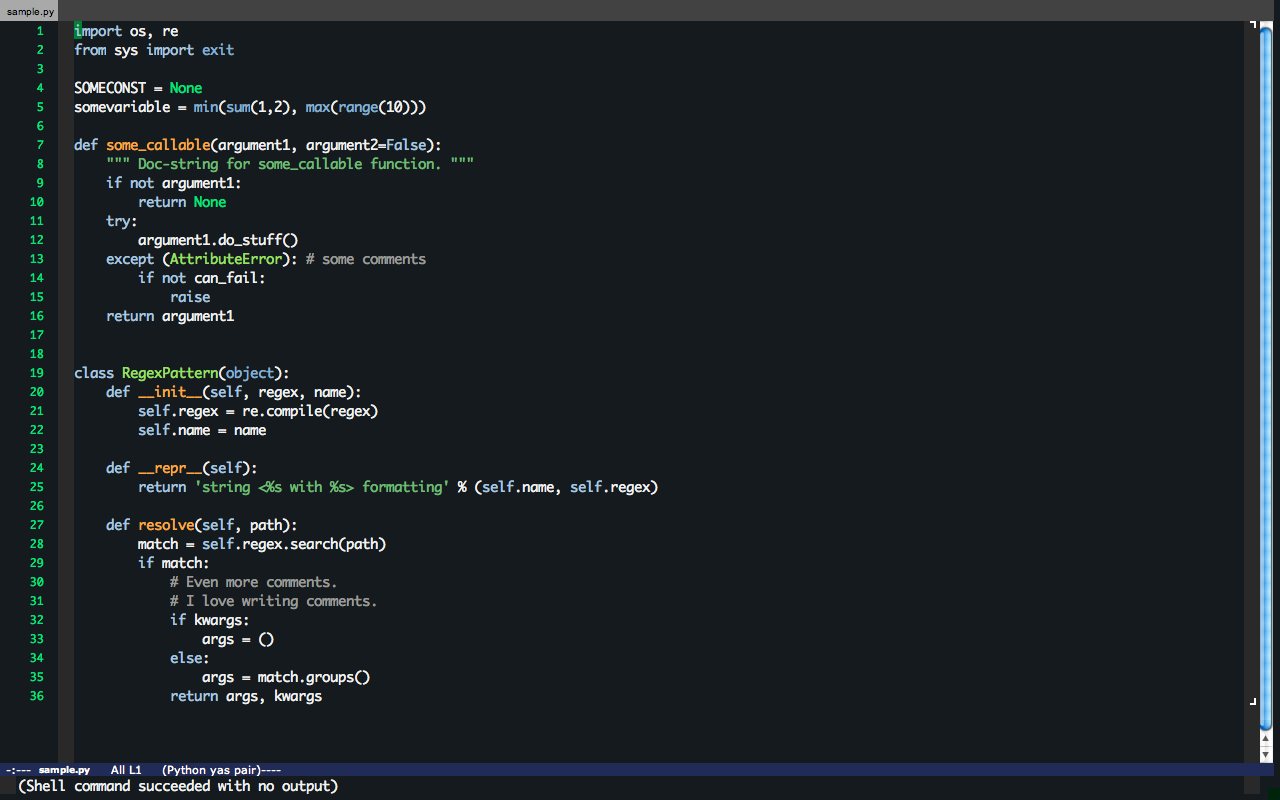 sample.py
1 import os, re
2 from sys import exit
3
4 SOMECONST = None
5 somevariable = min(sum(1,2), max(range(10)))
6
7 def some_callable(argument1, argument2=False):
8     """ Doc-string for some_callable function. """
9     if not argument1:
10         return None
11     try:
12         argument1.do_stuff()
13     except (AttributeError): # some comments
14         if not can_fail:
15             raise
16     return argument1
17
18
19 class RegexPattern(object):
20     def __init__(self, regex, name):
21         self.regex = re.compile(regex)
22         self.name = name
23
24     def __repr__(self):
25         return 'string <%s with %s> formatting' % (self.name, self.regex)
26
27     def resolve(self, path):
28         match = self.regex.search(path)
29         if match:
30             # Even more comments.
31             # I love writing comments.
32             if kwargs:
33                 args = ()
34             else:
35                 args = match.groups()
36             return args, kwargs
-:--- sample.py All L1 (Python yas pair)----
(Shell command succeeded with no output)